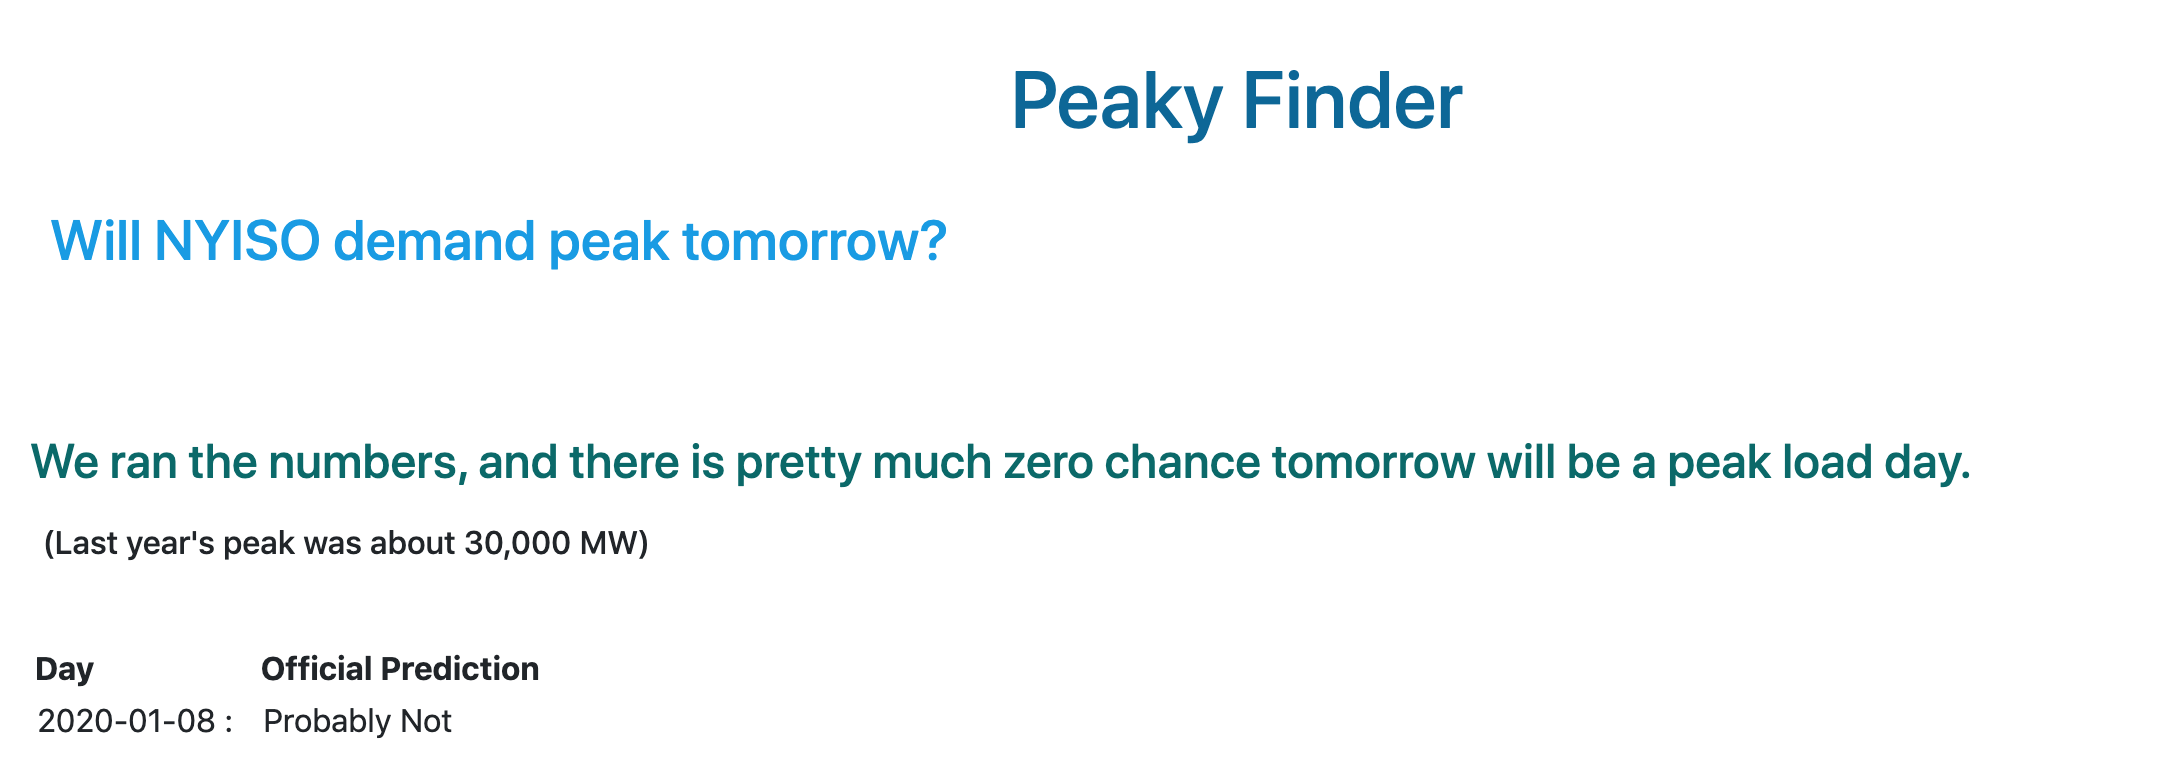 Peaky Finder
Will NYISO demand peak tomorrow?
We ran the numbers, and there is pretty much zero chance tomorrow will be a peak load day.
(Last year's peak was about 30,000 MW)
Day Official Prediction
2020-01-08 : Probably Not